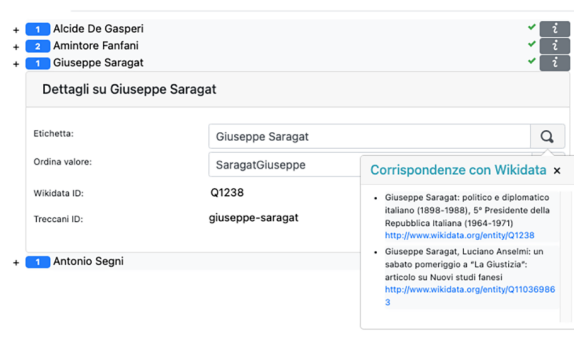 + 1 Alcide De Gasperi ✓ i
+ 2 Amintore Fanfani ✓ i
+ 1 Giuseppe Saragat ✓ i
Dettagli su Giuseppe Saragat
Etichetta: Giuseppe Saragat
Ordina valore: SaragatGiuseppe
Wikidata ID: Q1238
Treccani ID: giuseppe-saragat
+ 1 Antonio Segni
Corrispondenze con Wikidata ×
• Giuseppe Saragat: politico e diplomatico
italiano (1898-1988), 5° Presidente della
Repubblica Italiana (1964-1971)
http://www.wikidata.org/entity/Q1238
• Giuseppe Saragat, Luciano Anselmi: un
sabato pomeriggio a "La Giustizia":
articolo su Nuovi studi fanesi
http://www.wikidata.org/entity/Q11036986
3